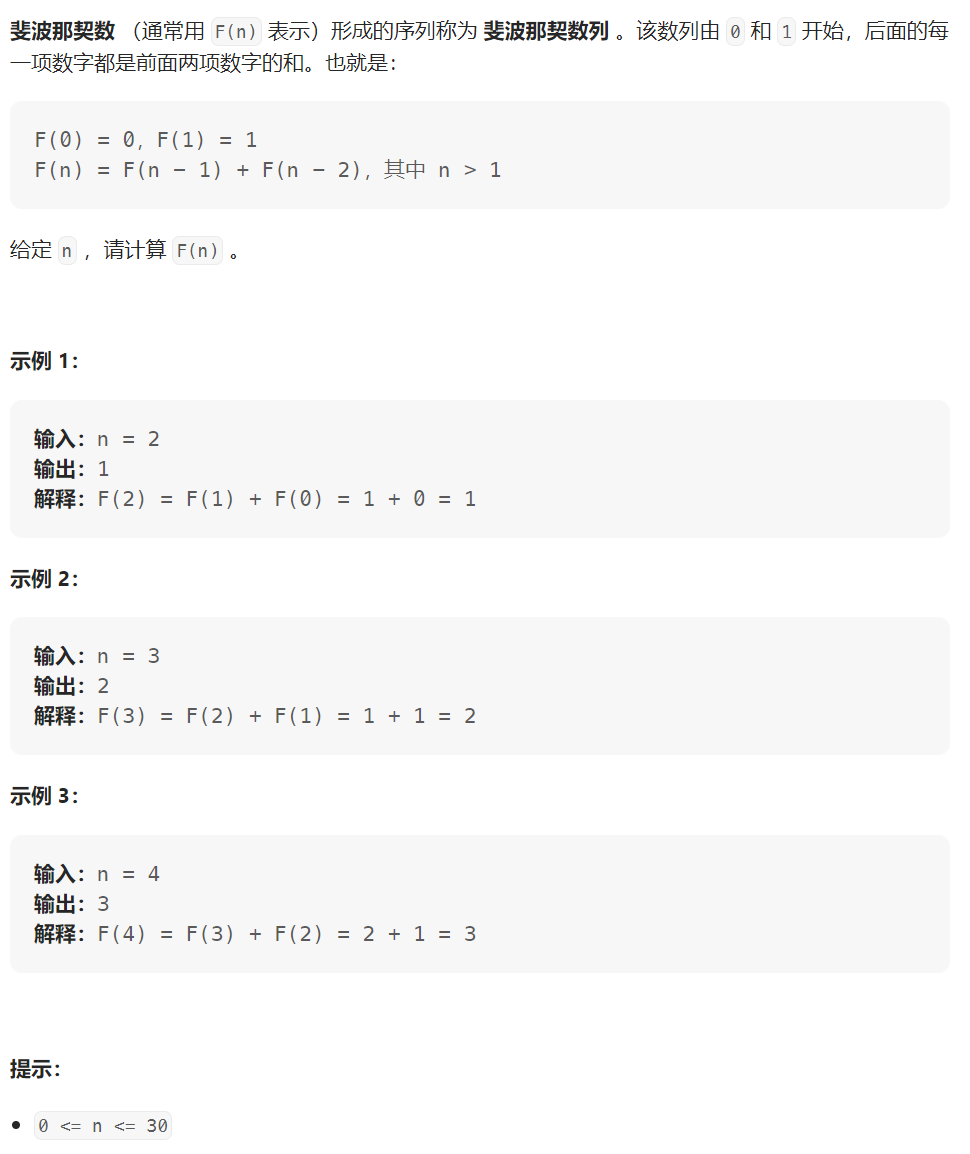 斐波那契数 （通常用 F(n) 表示）形成的序列称为 斐波那契数列 。该数列由 0 和 1 开始，后面的每
一项数字都是前面两项数字的和。也就是：
F(0) = 0，F(1) = 1
F(n) = F(n - 1) + F(n - 2)，其中 n > 1
给定 n ，请计算 F(n) 。
示例 1：
输入：n = 2
输出：1
解释：F(2) = F(1) + F(0) = 1 + 0 = 1
示例 2：
输入：n = 3
输出：2
解释：F(3) = F(2) + F(1) = 1 + 1 = 2
示例 3：
输入：n = 4
输出：3
解释：F(4) = F(3) + F(2) = 2 + 1 = 3
提示：
• 0 <= n <= 30